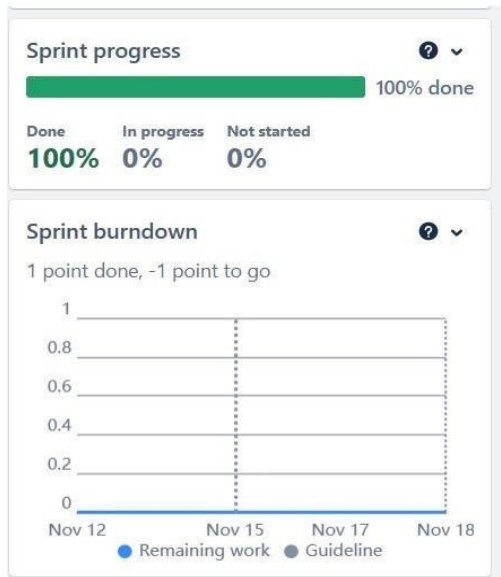 Sprint progress
100% done
Done In progress Not started
100% 0% 0%
Sprint burndown
1 point done, -1 point to go
1
0.8
0.6
0.4
0.2
0
Nov 12 Nov 15 Nov 17 Nov 18
Remaining work Guideline